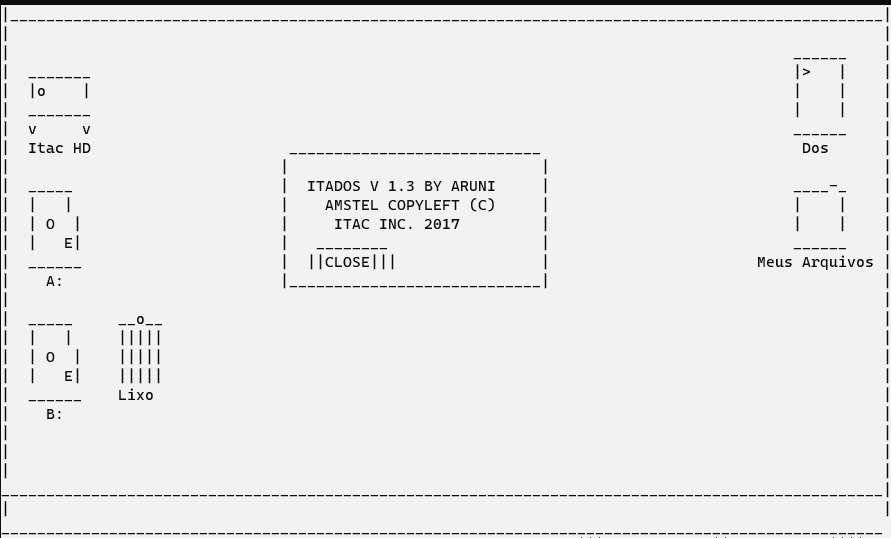 >
o
v v
Itac HD
Dos
ITADOS V 1.3 BY ARUNI
AMSTEL COPYLEFT (C)
ITAC INC. 2017
CLOSE
O
E
A:
Meus Arquivos
o
O
E
Lixo
B: